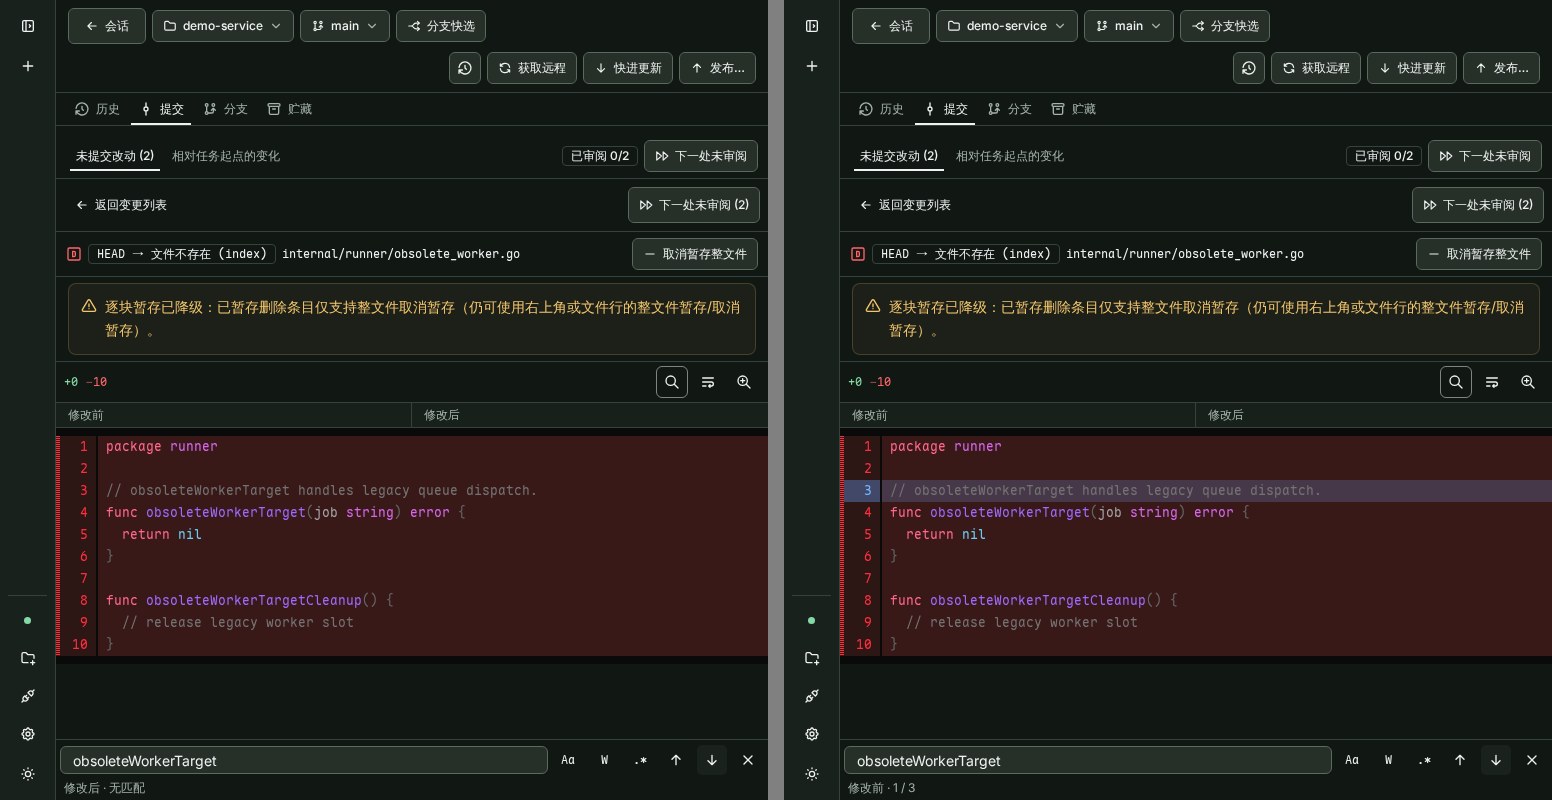 会话 demo-service main 分支快选
获取远程 快进更新 发布...
历史 提交 分支 贮藏
未提交改动 (2) 相对任务起点的变化 已审阅 0/2 下一处未审阅
返回变更列表 下一处未审阅 (2)
D HEAD → 文件不存在 (index) internal/runner/obsolete_worker.go 取消暂存整文件
逐块暂存已降级：已暂存删除条目仅支持整文件取消暂存（仍可使用右上角或文件行的整文件暂存/取消
暂存）。
+0 −10
修改前 修改后
1 package runner
2
3 // obsoleteWorkerTarget handles legacy queue dispatch.
4 func obsoleteWorkerTarget(job string) error {
5   return nil
6 }
7
8 func obsoleteWorkerTargetCleanup() {
9   // release legacy worker slot
10 }
obsoleteWorkerTarget Aa W .*
修改后 · 无匹配
会话 demo-service main 分支快选
获取远程 快进更新 发布...
历史 提交 分支 贮藏
未提交改动 (2) 相对任务起点的变化 已审阅 0/2 下一处未审阅
返回变更列表 下一处未审阅 (2)
D HEAD → 文件不存在 (index) internal/runner/obsolete_worker.go 取消暂存整文件
逐块暂存已降级：已暂存删除条目仅支持整文件取消暂存（仍可使用右上角或文件行的整文件暂存/取消
暂存）。
+0 −10
修改前 修改后
1 package runner
2
3 // obsoleteWorkerTarget handles legacy queue dispatch.
4 func obsoleteWorkerTarget(job string) error {
5   return nil
6 }
7
8 func obsoleteWorkerTargetCleanup() {
9   // release legacy worker slot
10 }
obsoleteWorkerTarget Aa W .*
修改前 · 1 / 3